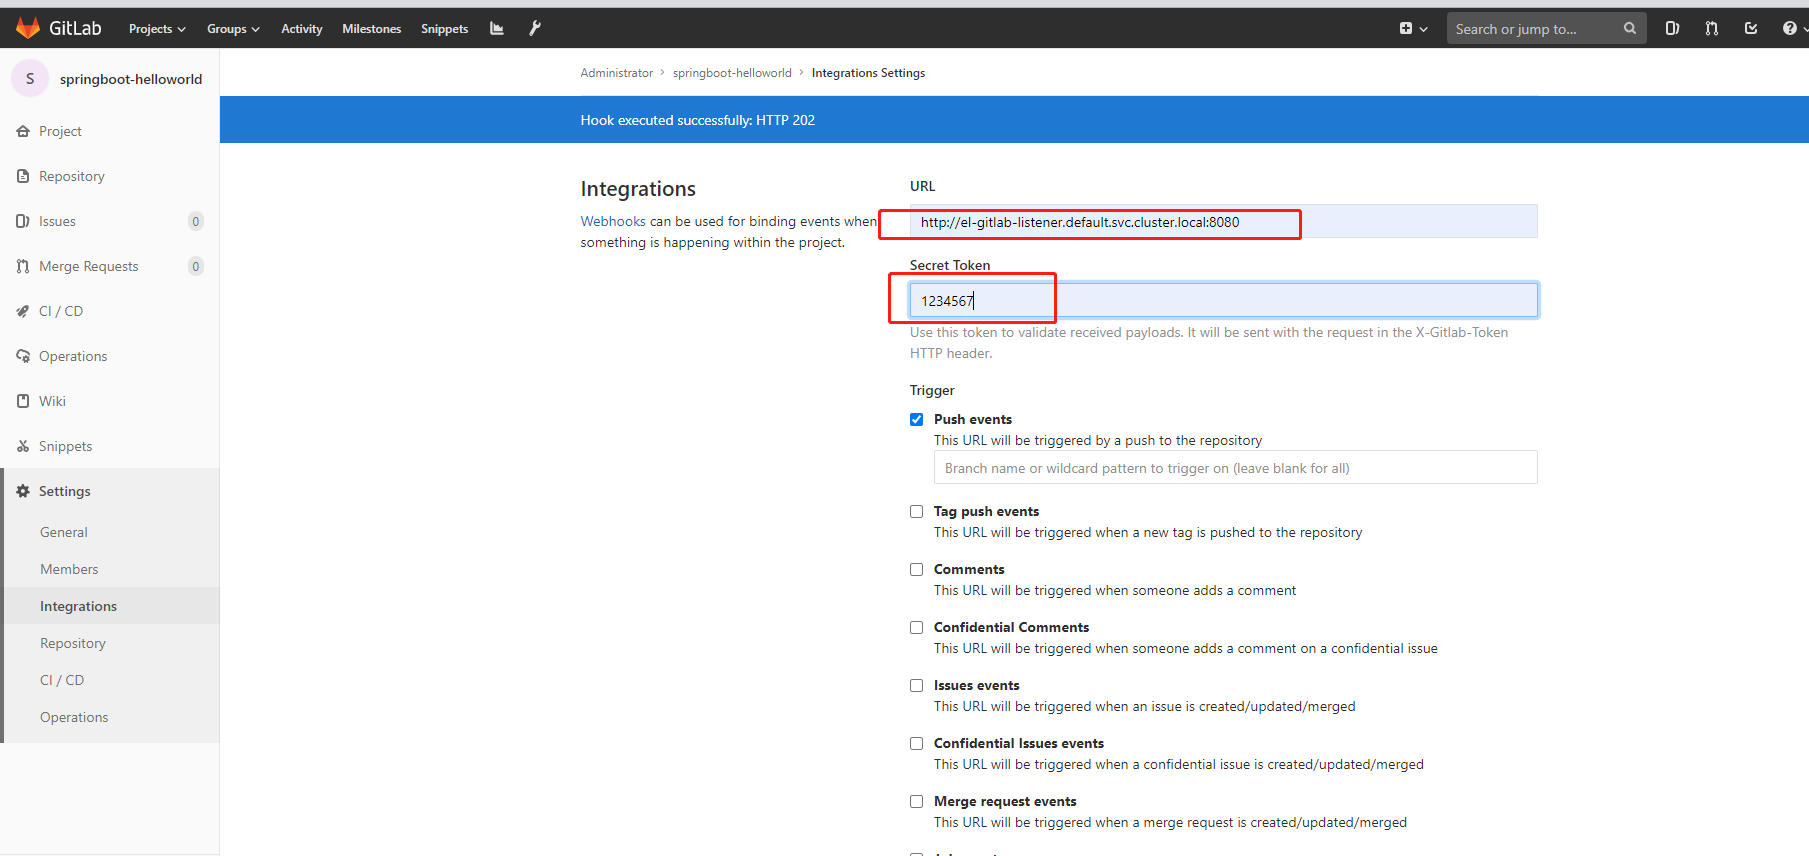 GitLab Projects Groups Activity Milestones Snippets Search or jump to...
S springboot-helloworld
Administrator > springboot-helloworld > Integrations Settings
Hook executed successfully: HTTP 202
Project
Repository
Issues 0
Merge Requests 0
CI / CD
Operations
Wiki
Snippets
Settings
General
Members
Integrations
Repository
CI / CD
Operations
Integrations
Webhooks can be used for binding events when
something is happening within the project.
URL
http://el-gitlab-listener.default.svc.cluster.local:8080
Secret Token
1234567
Use this token to validate received payloads. It will be sent with the request in the X-Gitlab-Token
HTTP header.
Trigger
Push events
This URL will be triggered by a push to the repository
Branch name or wildcard pattern to trigger on (leave blank for all)
Tag push events
This URL will be triggered when a new tag is pushed to the repository
Comments
This URL will be triggered when someone adds a comment
Confidential Comments
This URL will be triggered when someone adds a comment on a confidential issue
Issues events
This URL will be triggered when an issue is created/updated/merged
Confidential Issues events
This URL will be triggered when a confidential issue is created/updated/merged
Merge request events
This URL will be triggered when a merge request is created/updated/merged